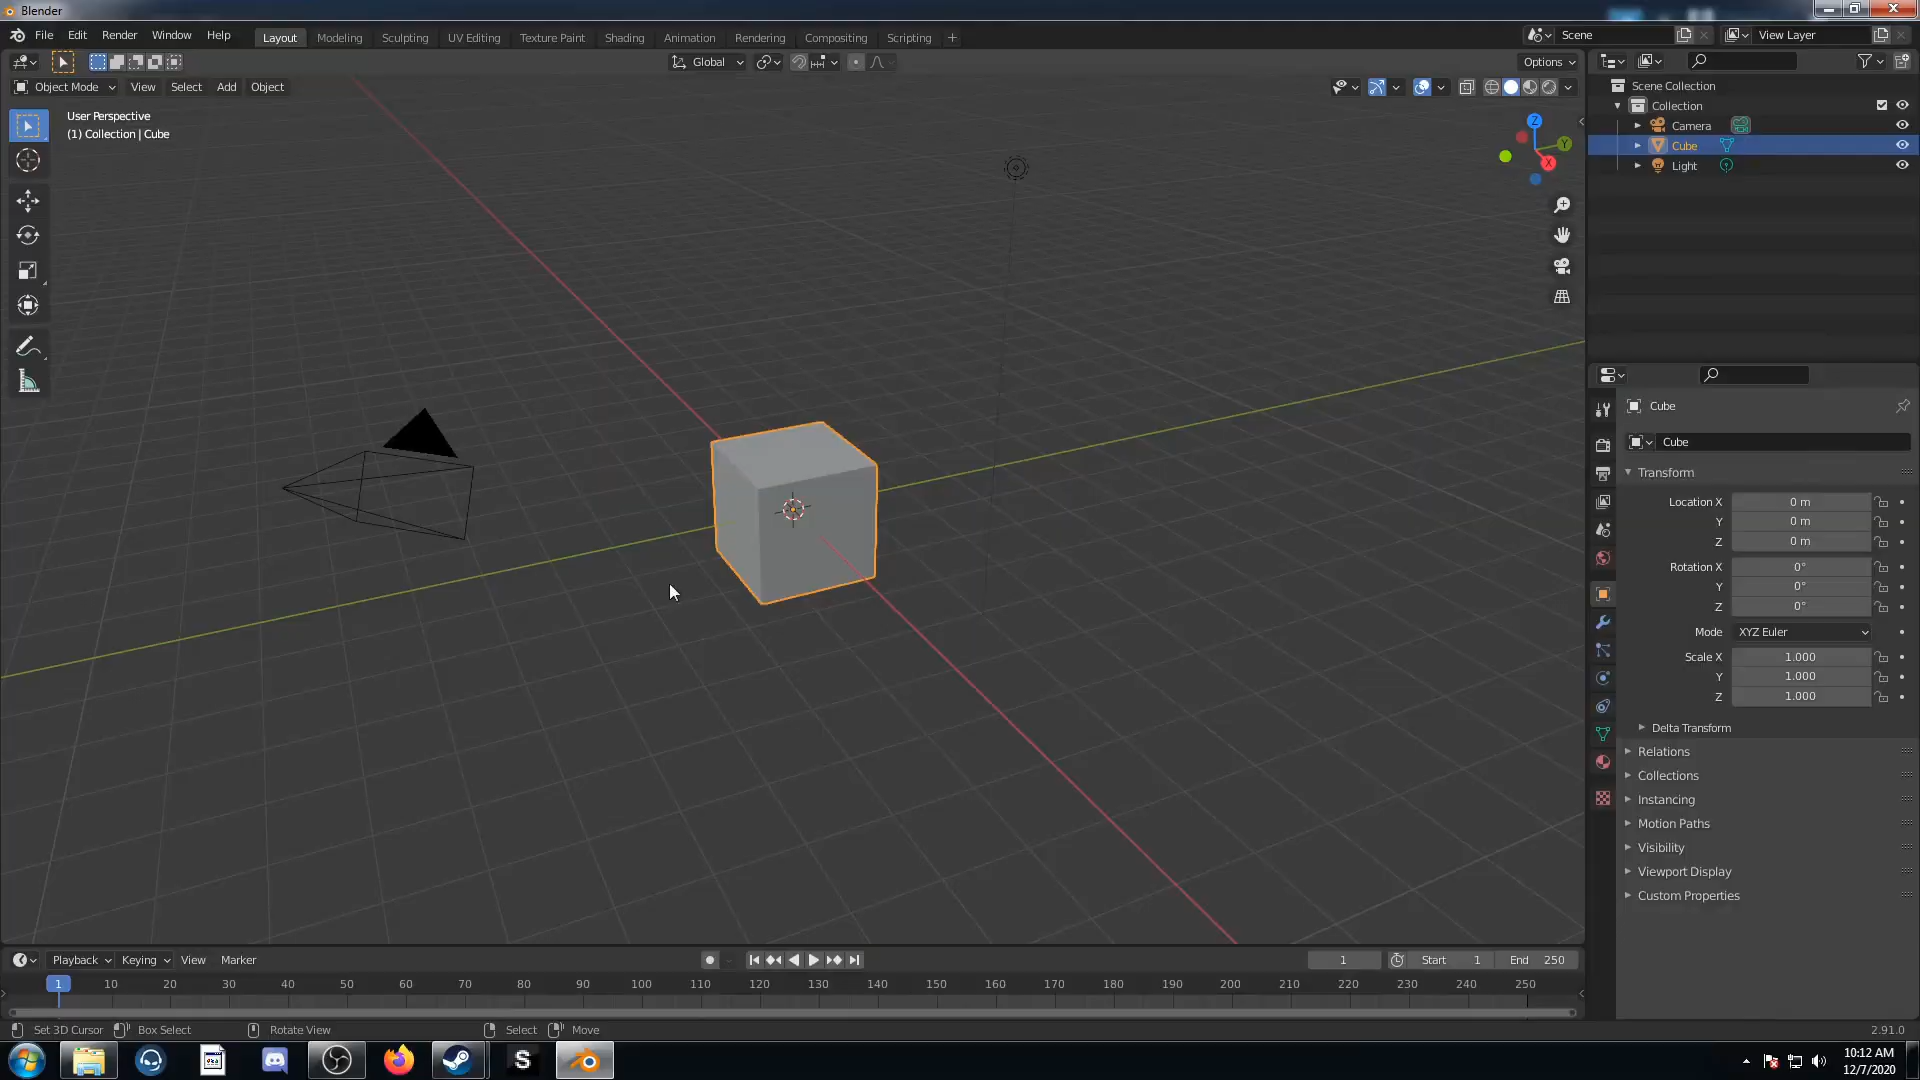 Blender
File Edit Render Window Help
Layout Modeling Sculpting UV Editing Texture Paint Shading Animation Rendering Compositing Scripting +
Scene
View Layer
Global
Options
Object Mode View Select Add Object
User Perspective
(1) Collection | Cube
Z
Y
X
Scene Collection
Collection
Camera
Cube
Light
Cube
Cube
Transform
Location X 0 m
Y 0 m
Z 0 m
Rotation X 0°
Y 0°
Z 0°
Mode XYZ Euler
Scale X 1.000
Y 1.000
Z 1.000
Delta Transform
Relations
Collections
Instancing
Motion Paths
Visibility
Viewport Display
Custom Properties
Playback Keying View Marker
1 Start 1 End 250
1 10 20 30 40 50 60 70 80 90 100 110 120 130 140 150 160 170 180 190 200 210 220 230 240 250
Set 3D Cursor Box Select Rotate View Select Move 2.91.0
S
10:12 AM
12/7/2020